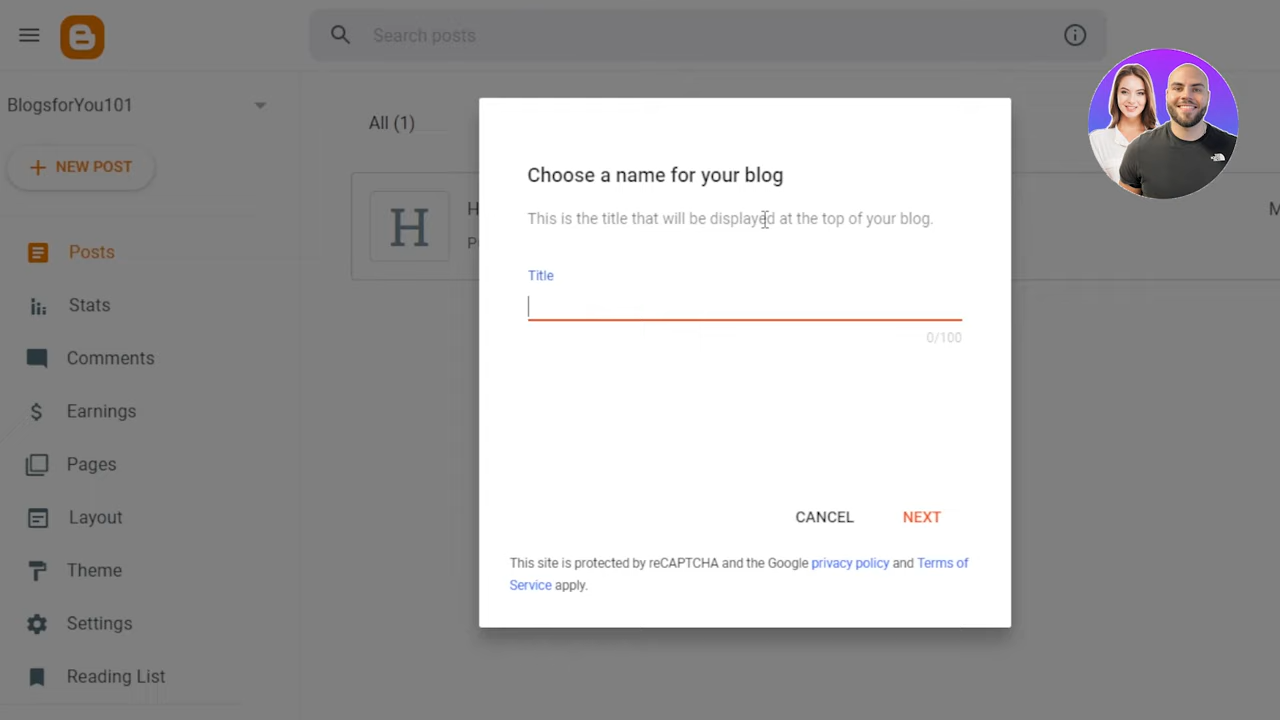 Search posts
BlogsforYou101
NEW POST
All (1)
Posts
Stats
Comments
Earnings
Pages
Layout
Theme
Settings
Reading List
H
H
P
M
Choose a name for your blog
This is the title that will be displayed at the top of your blog.
Title
0/100
CANCEL
NEXT
This site is protected by reCAPTCHA and the Google privacy policy and Terms of
Service apply.